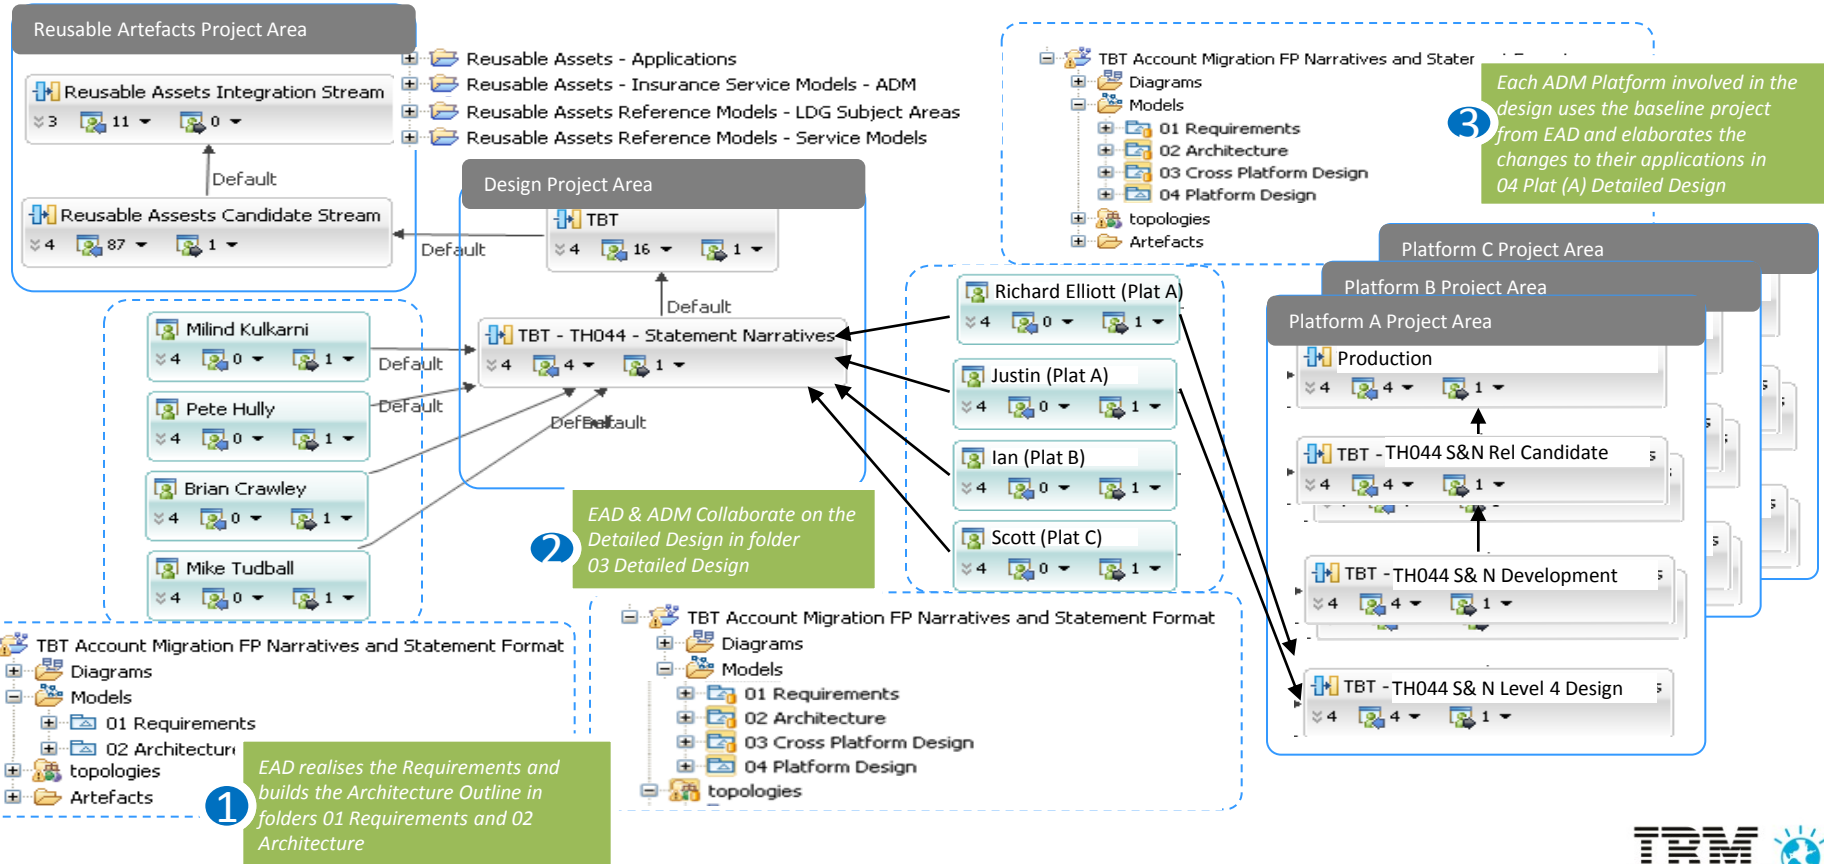 Reusable Artefacts Project Area
Reusable Assets Integration Stream
3 11 0
Default
Reusable Assests Candidate Stream
4 87 1
Reusable Assets - Applications
Reusable Assets - Insurance Service Models - ADM
Reusable Assets Reference Models - LDG Subject Areas
Reusable Assets Reference Models - Service Models
Design Project Area
TBT
4 16 1
Default
Default
TBT - TH044 - Statement Narratives
4 4 1
Milind Kulkarni
4 0 1
Default
Pete Hully
4 0 1
Default
Brian Crawley
4 0 1
Default
Mike Tudball
4 0 1
Default
Richard Elliott (Plat A)
4 0 1
Justin (Plat A)
4 0 1
Ian (Plat B)
4 0 1
Scott (Plat C)
4 0 1
TBT Account Migration FP Narratives and Stater
Diagrams
Models
01 Requirements
02 Architecture
03 Cross Platform Design
04 Platform Design
topologies
Artefacts
3
Each ADM Platform involved in the
design uses the baseline project
from EAD and elaborates the
changes to their applications in
04 Plat (A) Detailed Design
Platform C Project Area
Platform B Project Area
Platform A Project Area
Production
4 4 1
TBT - TH044 S&N Rel Candidate
4 4 1
TBT - TH044 S& N Development
4 4 1
TBT - TH044 S& N Level 4 Design
4 4 1
2
EAD & ADM Collaborate on the
Detailed Design in folder
03 Detailed Design
TBT Account Migration FP Narratives and Statement Format
Diagrams
Models
01 Requirements
02 Architecture
03 Cross Platform Design
04 Platform Design
topologies
TBT Account Migration FP Narratives and Statement Format
Diagrams
Models
01 Requirements
02 Architecture
topologies
Artefacts
1
EAD realises the Requirements and
builds the Architecture Outline in
folders 01 Requirements and 02
Architecture